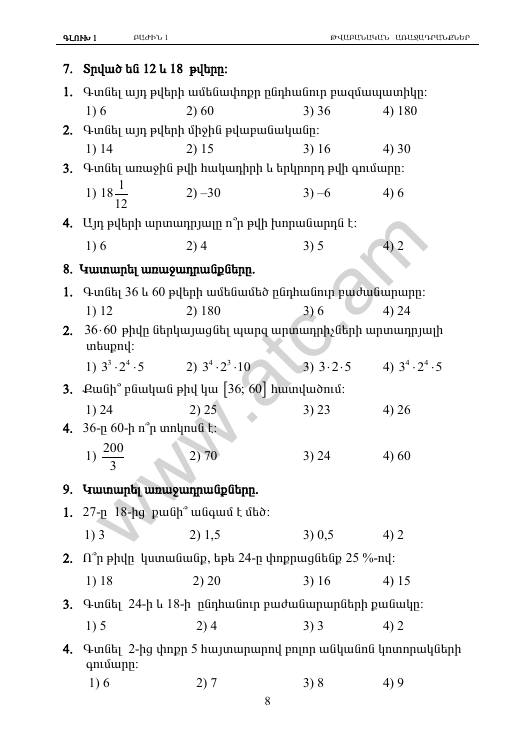 ԳԼՈՒԽ 1 ԲԱԺԻՆ 1 ԹՎԱԲԱՆԱԿԱՆ ԱՌԱՋԱԴՐԱՆՔՆԵՐ
7. Տրված են 12 և 18 թվերը:
1. Գտնել այդ թվերի ամենափոքր ընդհանուր բազմապատիկը:
1) 6 2) 60 3) 36 4) 180
2. Գտնել այդ թվերի միջին թվաբանականը:
1) 14 2) 15 3) 16 4) 30
3. Գտնել առաջին թվի հակադիրի և երկրորդ թվի գումարը:
1) 18 1/12 2) –30 3) –6 4) 6
4. Այդ թվերի արտադրյալը ո՞ր թվի խորանարդն է:
1) 6 2) 4 3) 5 4) 2
8. Կատարել առաջադրանքները.
1. Գտնել 36 և 60 թվերի ամենամեծ ընդհանուր բաժանարարը:
1) 12 2) 180 3) 6 4) 24
2. 36·60 թիվը ներկայացնել պարզ արտադրիչների արտադրյալի
տեսքով:
1) 3³·2⁴·5 2) 3⁴·2³·10 3) 3·2·5 4) 3⁴·2⁴·5
3. Քանի՞ բնական թիվ կա [36; 60] հատվածում:
1) 24 2) 25 3) 23 4) 26
4. 36-ը 60-ի ո՞ր տոկոսն է:
1) 200/3 2) 70 3) 24 4) 60
9. Կատարել առաջադրանքները.
1. 27-ը 18-ից քանի՞ անգամ է մեծ:
1) 3 2) 1,5 3) 0,5 4) 2
2. Ո՞ր թիվը կստանանք, եթե 24-ը փոքրացնենք 25 %-ով:
1) 18 2) 20 3) 16 4) 15
3. Գտնել 24-ի և 18-ի ընդհանուր բաժանարարների քանակը:
1) 5 2) 4 3) 3 4) 2
4. Գտնել 2-ից փոքր 5 հայտարարով բոլոր անկանոն կոտորակների
գումարը:
1) 6 2) 7 3) 8 4) 9
8
www.atc.am